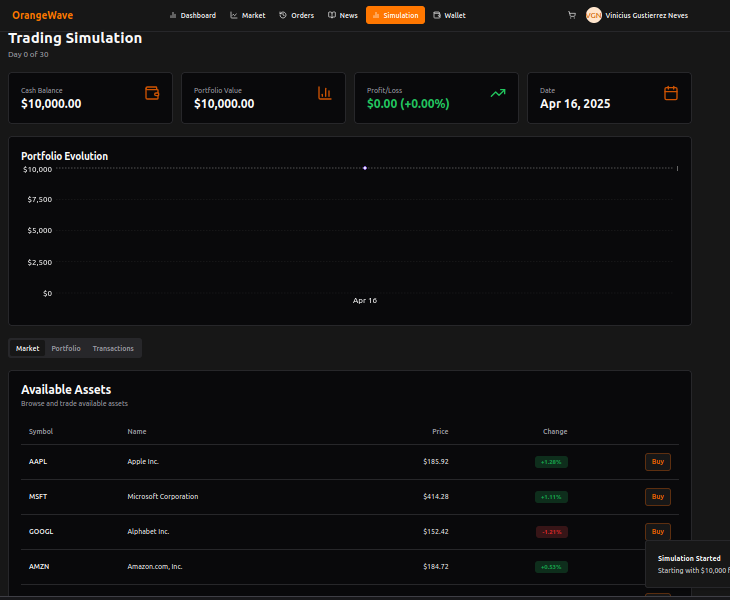 OrangeWave
Dashboard Market Orders News Simulation Wallet
VGN Vinicius Gustierrez Neves
Trading Simulation
Day 0 of 30
Cash Balance
$10,000.00
Portfolio Value
$10,000.00
Profit/Loss
$0.00 (+0.00%)
Date
Apr 16, 2025
Portfolio Evolution
$10,000
$7,500
$5,000
$2,500
$0
Apr 16
Market Portfolio Transactions
Available Assets
Browse and trade available assets
Symbol Name Price Change
AAPL Apple Inc. $185.92 +1.28% Buy
MSFT Microsoft Corporation $414.28 +1.11% Buy
GOOGL Alphabet Inc. $152.42 -1.21% Buy
AMZN Amazon.com, Inc. $184.72 +0.55%
Simulation Started
Starting with $10,000 f